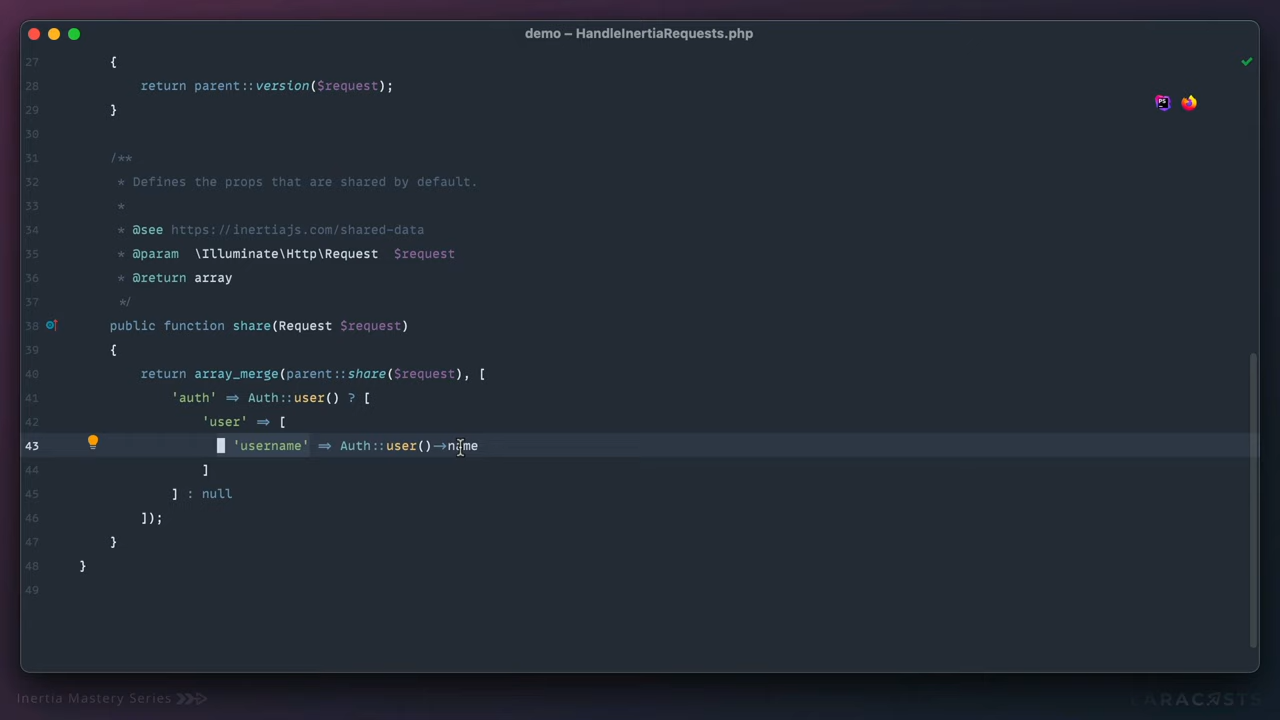 demo – HandleInertiaRequests.php
27 {
28 return parent::version($request);
29 }
30
31 /**
32 * Defines the props that are shared by default.
33 *
34 * @see https://inertiajs.com/shared-data
35 * @param \Illuminate\Http\Request $request
36 * @return array
37 */
38 public function share(Request $request)
39 {
40 return array_merge(parent::share($request), [
41 'auth' => Auth::user() ? [
42 'user' => [
43 'username' => Auth::user()->name
44 ]
45 ] : null
46 ]);
47 }
48 }
49
PS
Inertia Mastery Series
LARACASTS